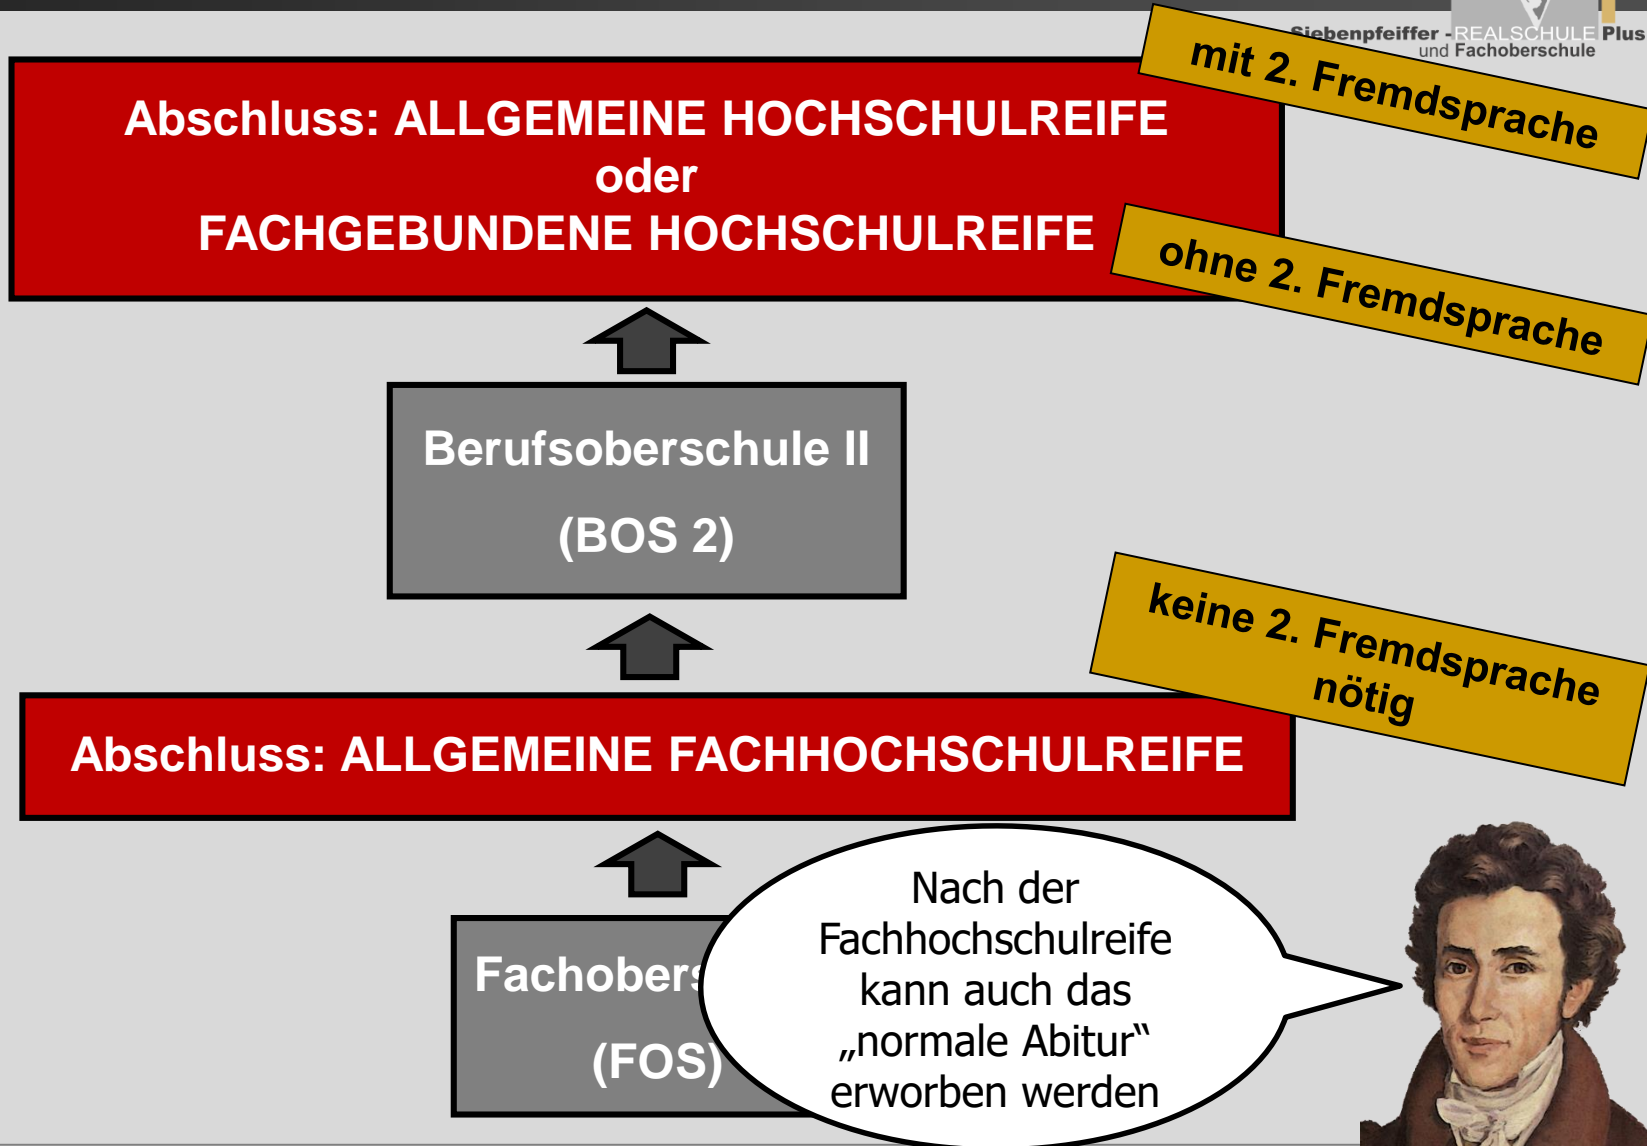 Siebenpfeiffer - REALSCHULE Plus
und Fachoberschule
mit 2. Fremdsprache
Abschluss: ALLGEMEINE HOCHSCHULREIFE
oder
FACHGEBUNDENE HOCHSCHULREIFE
ohne 2. Fremdsprache
Berufsoberschule II
(BOS 2)
keine 2. Fremdsprache
nötig
Abschluss: ALLGEMEINE FACHHOCHSCHULREIFE
Nach der
Fachhochschulreife
kann auch das
„normale Abitur“
erworben werden
(FOS)